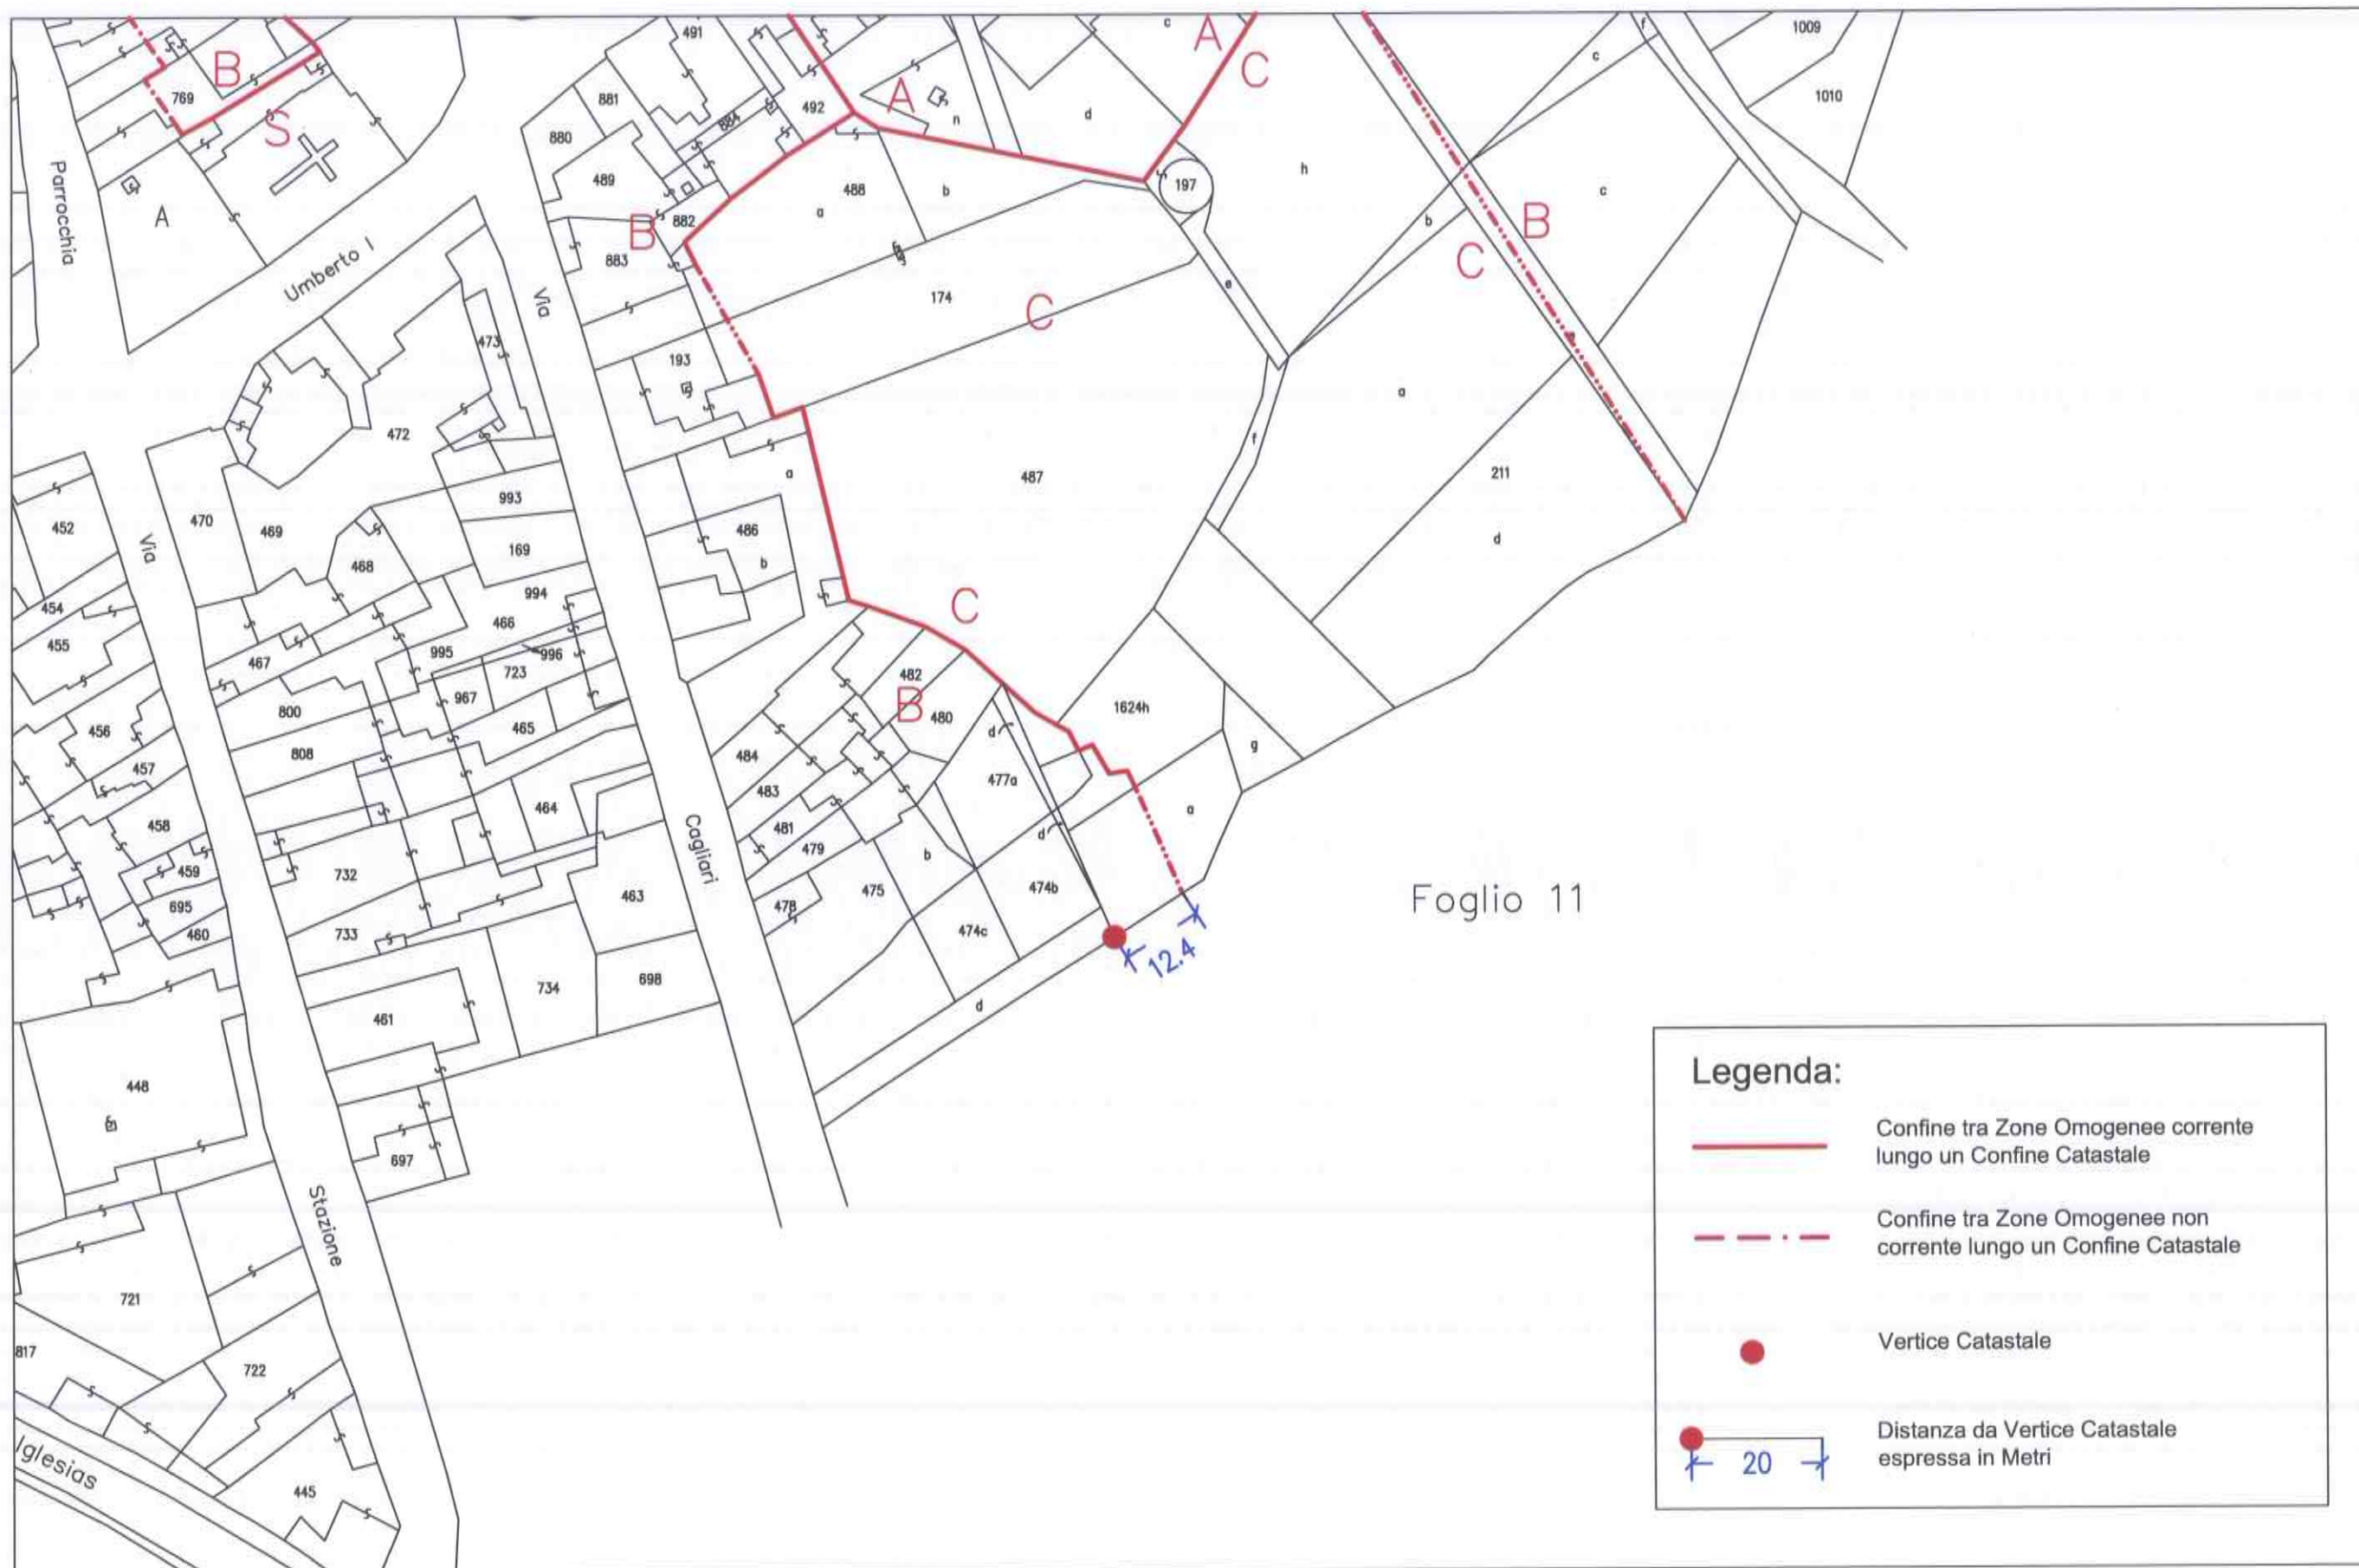 491
1009
c
A
f
c
B
A
C
1010
769
881
492
A
884
n
d
S
880
Parrocchia
489
h
197
A
488
b
c
a
882
b
B
B
883
C
C
Umberto I
Via
e
174
C
473
193
a
472
f
a
487
211
993
470
452
469
486
d
Via
169
b
468
994
C
454
466
455
995
996
467
723
482
967
B
1624h
800
480
456
465
d
g
808
484
457
477a
483
464
a
458
481
d
Cagliari
479
b
459
732
475
474b
463
695
478
Foglio 11
733
460
474c
12.4
734
698
d
461
448
Legenda:
Confine tra Zone Omogenee corrente
lungo un Confine Catastale
697
Stazione
Confine tra Zone Omogenee non
corrente lungo un Confine Catastale
721
Vertice Catastale
817
722
Distanza da Vertice Catastale
espressa in Metri
20
Iglesias
445